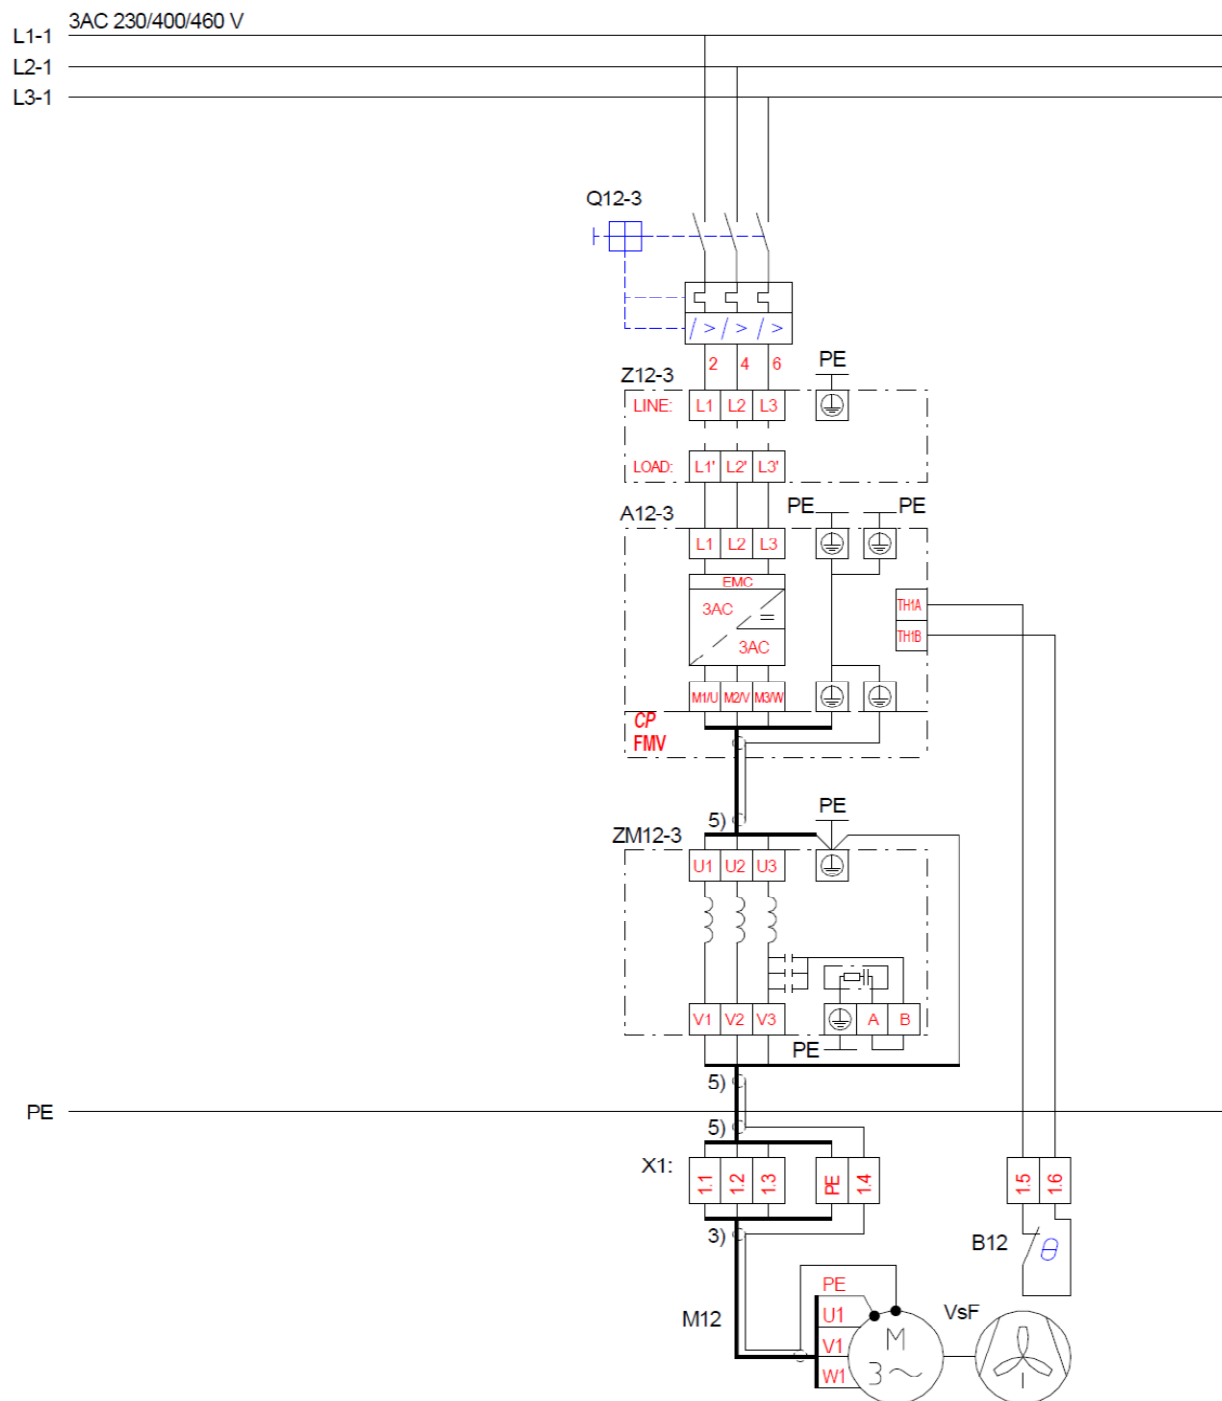 3AC 230/400/460 V
L1-1
L2-1
L3-1
Q12-3
/ > / > / >
2 4 6 PE
Z12-3
LINE: L1 L2 L3
LOAD: L1' L2' L3'
PE PE
A12-3
L1 L2 L3
EMC
3AC
=
3AC
TH1A
TH1B
M1/U M2/V M3/W
CP
FMV
5) PE
ZM12-3
U1 U2 U3
V1 V2 V3 A B
PE
5)
PE
5)
X1: 1.1 1.2 1.3 PE 1.4 1.5 1.6
3) B12 θ
PE
M12 U1 VsF
V1 M
W1 3 ~